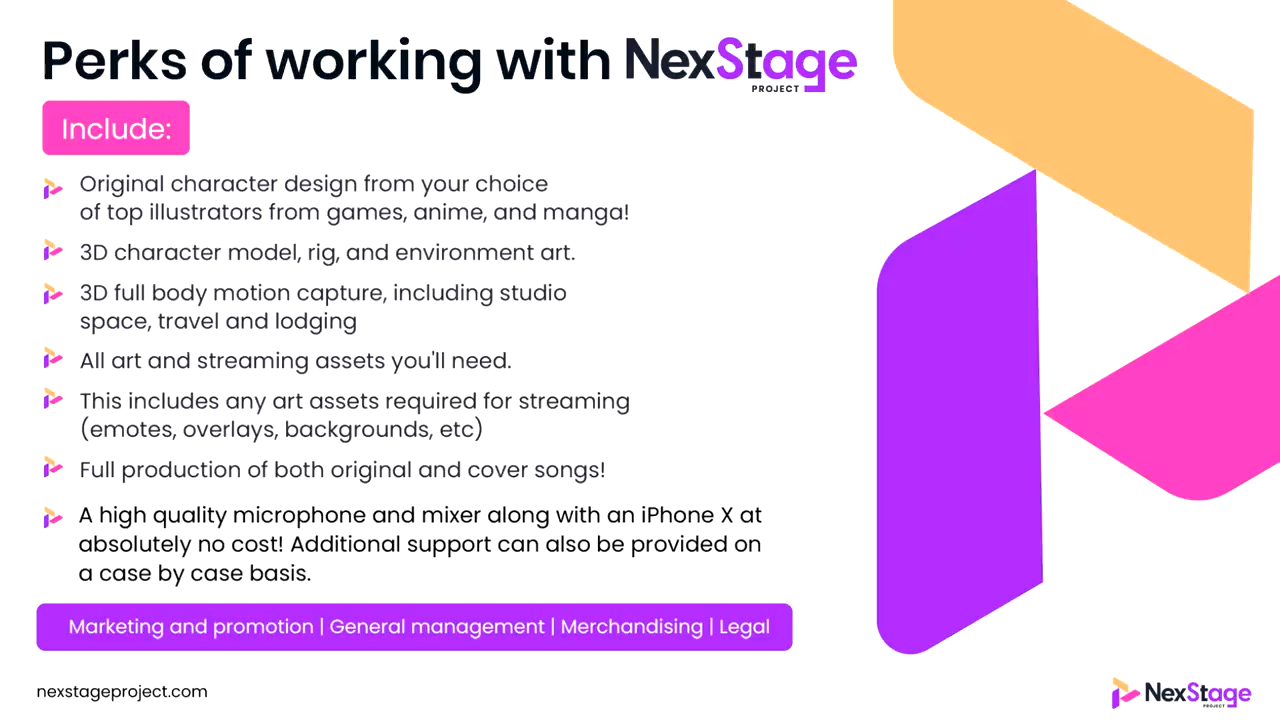 Perks of working with NexStage
PROJECT
Include:
Original character design from your choice
of top illustrators from games, anime, and manga!
3D character model, rig, and environment art.
3D full body motion capture, including studio
space, travel and lodging
All art and streaming assets you'll need.
This includes any art assets required for streaming
(emotes, overlays, backgrounds, etc)
Full production of both original and cover songs!
A high quality microphone and mixer along with an iPhone X at
absolutely no cost! Additional support can also be provided on
a case by case basis.
Marketing and promotion | General management | Merchandising | Legal
nexstageproject.com
NexStage
PROJECT